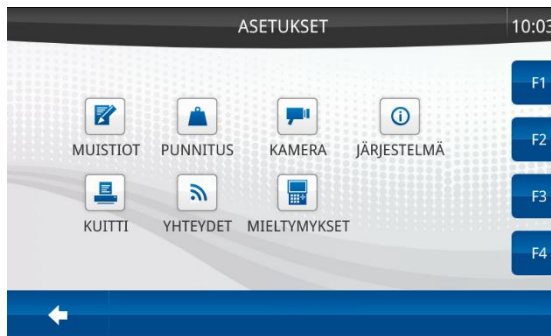 ASETUKSET
10:03
F1
MUISTIOT PUNNITUS KAMERA JÄRJESTELMÄ
F2
KUITTI YHTEYDET MIELTYMYKSET
F3
F4